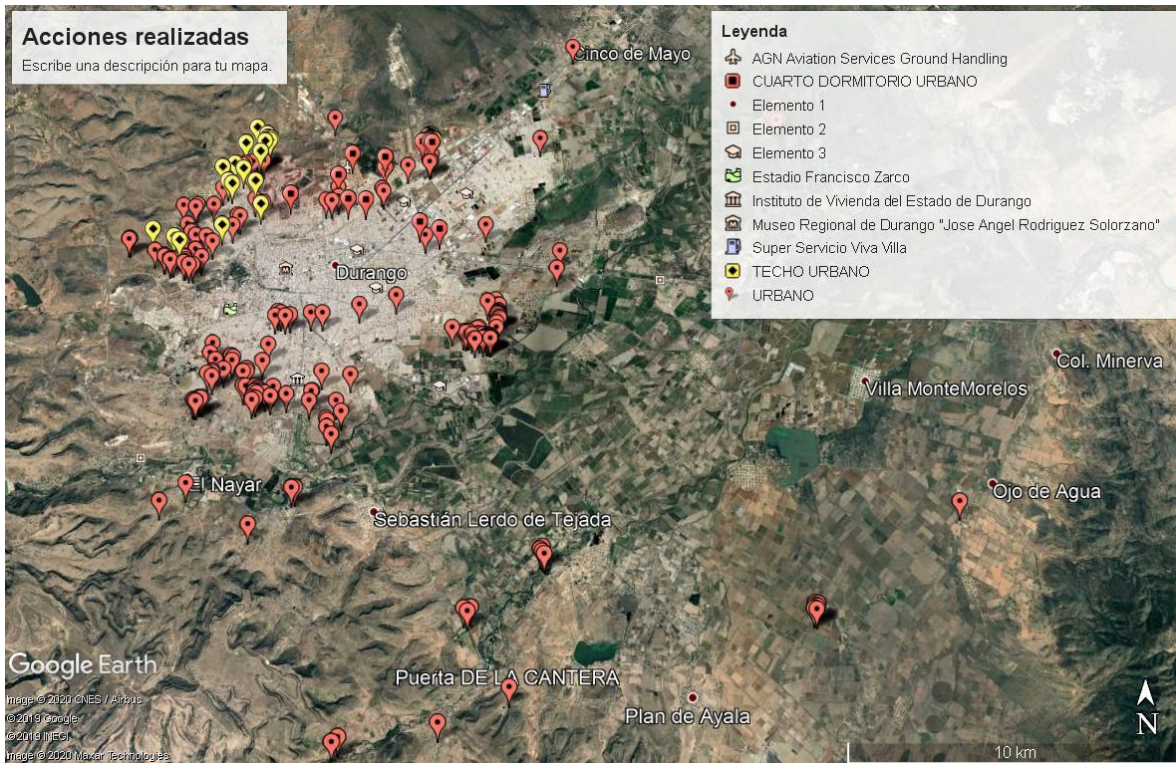 Acciones realizadas
Escribe una descripción para tu mapa.
Leyenda
AGN Aviation Services Ground Handling
CUARTO DORMITORIO URBANO
Elemento 1
Elemento 2
Elemento 3
Estadio Francisco Zarco
Instituto de Vivienda del Estado de Durango
Museo Regional de Durango "Jose Angel Rodriguez Solorzano"
Super Servicio Viva Villa
TECHO URBANO
URBANO
Cinco de Mayo
Durango
Col. Minerva
Villa MonteMorelos
El Nayar
Ojo de Agua
Sebastián Lerdo de Tejada
Puerta DE LA CANTERA
Plan de Ayala
Google Earth
Image © 2020 CNES / Airbus
© 2019 Google
© 2019 INEGI
Image © 2020 Maxar Technologies
N
10 km